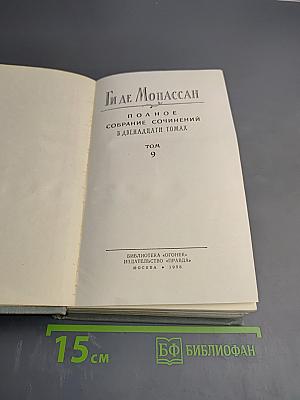 Ги де Мопассан
ПОЛНОЕ
СОБРАНИЕ СОЧИНЕНИЙ
В ДВЕНАДЦАТИ ТОМАХ
ТОМ
9
БИБЛИОТЕКА «ОГОНЕК»
ИЗДАТЕЛЬСТВО «ПРАВДА»
МОСКВА • 1958
15 см
БФ БИБЛИОФАН